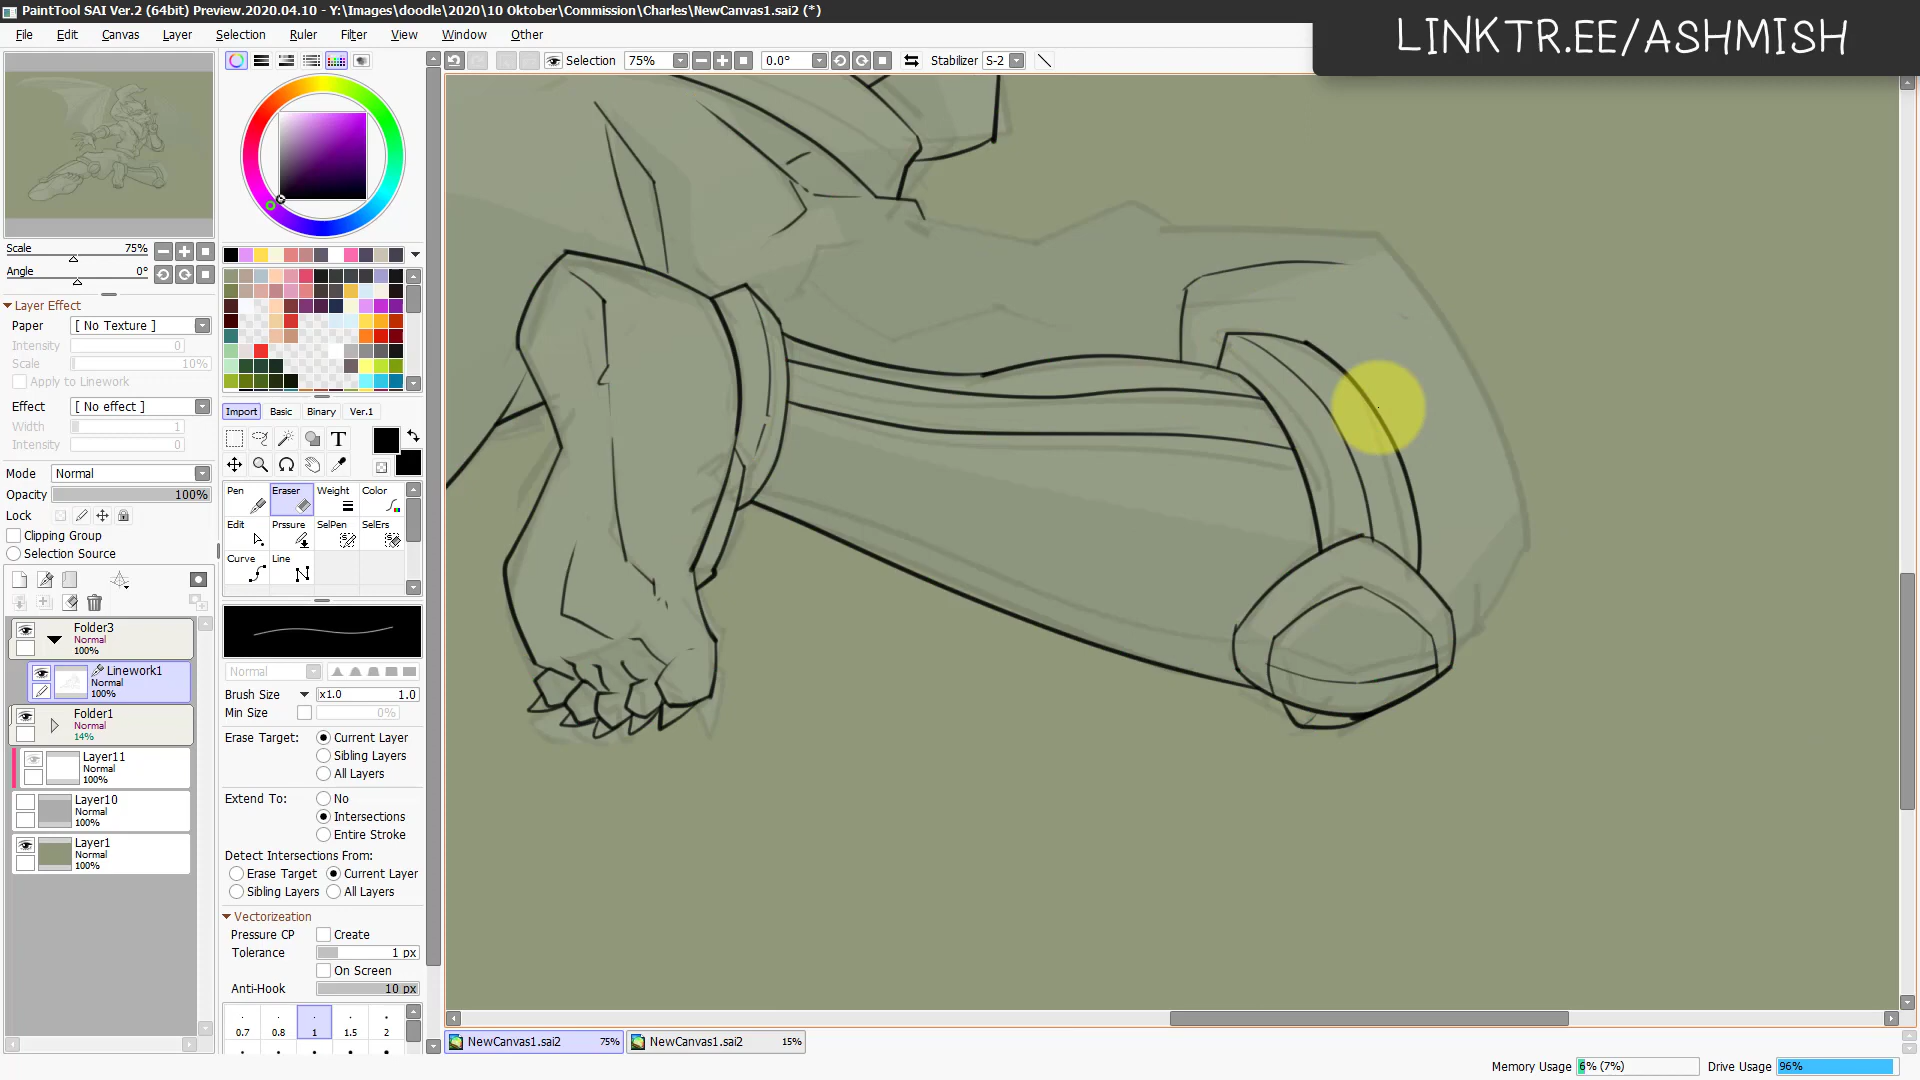 PaintTool SAI Ver.2 (64bit) Preview.2020.04.10 - Y:\Images\doodle\2020\10 Oktober\Commission\Charles\NewCanvas1.sai2 (*)
LINKTR.EE/ASHMISH
File Edit Canvas Layer Selection Ruler Filter View Window Other
Selection 75% 0.0° Stabilizer S-2
Scale 75%
Angle 0°
Layer Effect
Paper [ No Texture ]
Intensity 0
Scale 10%
Apply to Linework
Effect [ No effect ]
Width 1
Intensity 0
Mode Normal
Opacity 100%
Lock
Clipping Group
Selection Source
Folder3
Normal
100%
Linework1
Normal
100%
Folder1
Normal
14%
Layer11
Normal
100%
Layer10
Normal
100%
Layer1
Normal
100%
Import Basic Binary Ver.1
T
Pen Eraser Weight Color
Edit Prssure SelPen SelErs
Curve Line
Normal
Brush Size x1.0 1.0
Min Size 0%
Erase Target: Current Layer
Sibling Layers
All Layers
Extend To: No
Intersections
Entire Stroke
Detect Intersections From:
Erase Target Current Layer
Sibling Layers All Layers
Vectorizeation
Pressure CP Create
Tolerance 1 px
On Screen
Anti-Hook 10 px
0.7 0.8 1 1.5 2
NewCanvas1.sai2 75% NewCanvas1.sai2 15%
Memory Usage 6% (7%) Drive Usage 96%